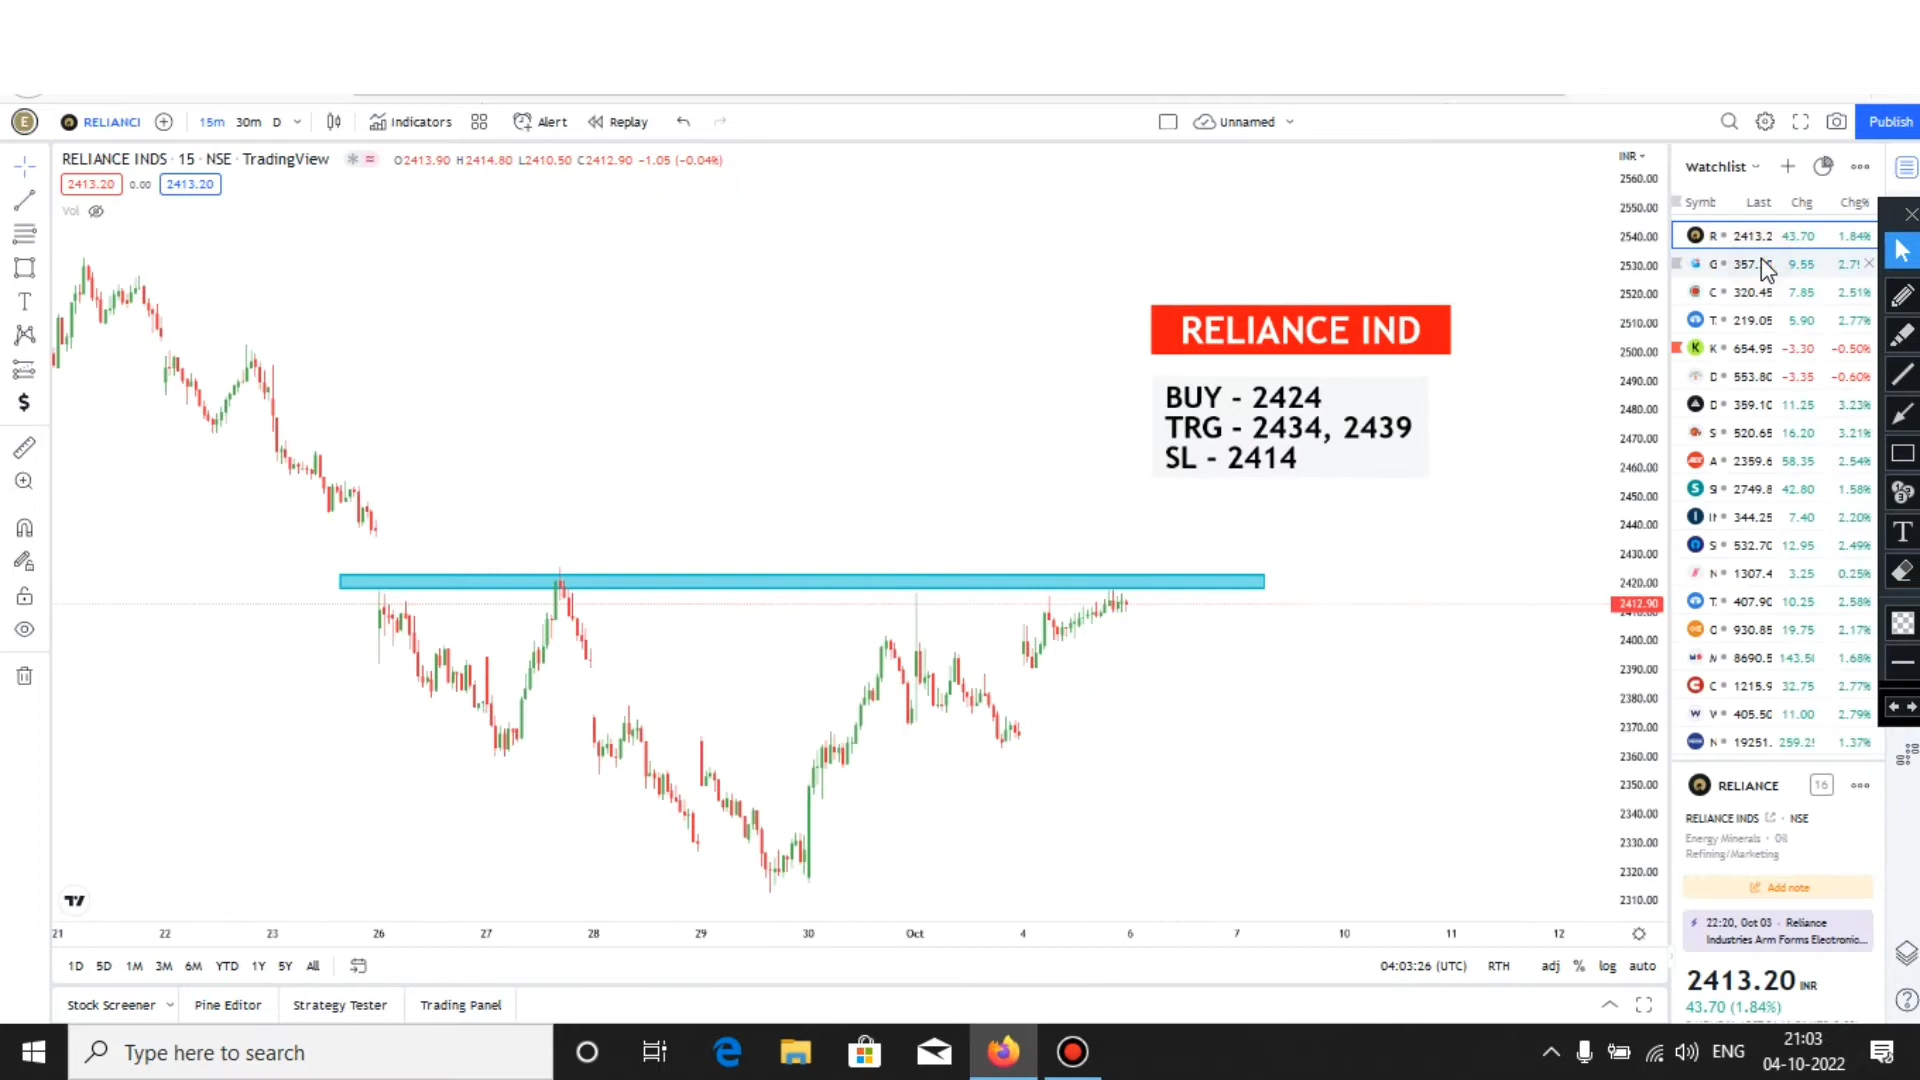 RELIANCI
15m 30m D
Indicators
Alert
Replay
Unnamed
Publish
RELIANCE INDS · 15 · NSE · TradingView
O2413.90 H2414.80 L2410.50 C2412.90 -1.05 (-0.04%)
2413.20 0.00 2413.20
Vol
RELIANCE IND
BUY - 2424
TRG - 2434, 2439
SL - 2414
INR
2560.00
2550.00
2540.00
2530.00
2520.00
2510.00
2500.00
2490.00
2480.00
2470.00
2460.00
2450.00
2440.00
2430.00
2420.00
2412.90
2400.00
2390.00
2380.00
2370.00
2360.00
2350.00
2340.00
2330.00
2320.00
2310.00
21 22 23 26 27 28 29 30 Oct 4 6 7 10 11 12
1D 5D 1M 3M 6M YTD 1Y 5Y All
04:03:26 (UTC) RTH adj % log auto
Stock Screener Pine Editor Strategy Tester Trading Panel
Watchlist
Symb Last Chg Chg%
R 2413.2 43.70 1.84%
G 357. 9.55 2.7
C 320.45 7.85 2.51%
T. 219.05 5.90 2.77%
K 654.95 -3.30 -0.50%
D 553.80 -3.35 -0.60%
D 359.10 11.25 3.23%
S 520.65 16.20 3.21%
A 2359.6 58.35 2.54%
2749.8 42.80 1.58%
344.25 7.40 2.20%
S 532.70 12.95 2.49%
1307.4 3.25 0.25%
T. 407.90 10.25 2.58%
930.85 19.75 2.17%
8690.5 143.50 1.68%
C 1215.9 32.75 2.77%
405.50 11.00 2.79%
19251. 259.2 1.37%
RELIANCE 16
RELIANCE INDS · NSE
Energy Minerals · Oil
Refining/Marketing
Add note
22:20, Oct 03 · Reliance
Industries Arm Forms Electronic...
2413.20 INR
43.70 (1.84%)
Type here to search
ENG
21:03
04-10-2022